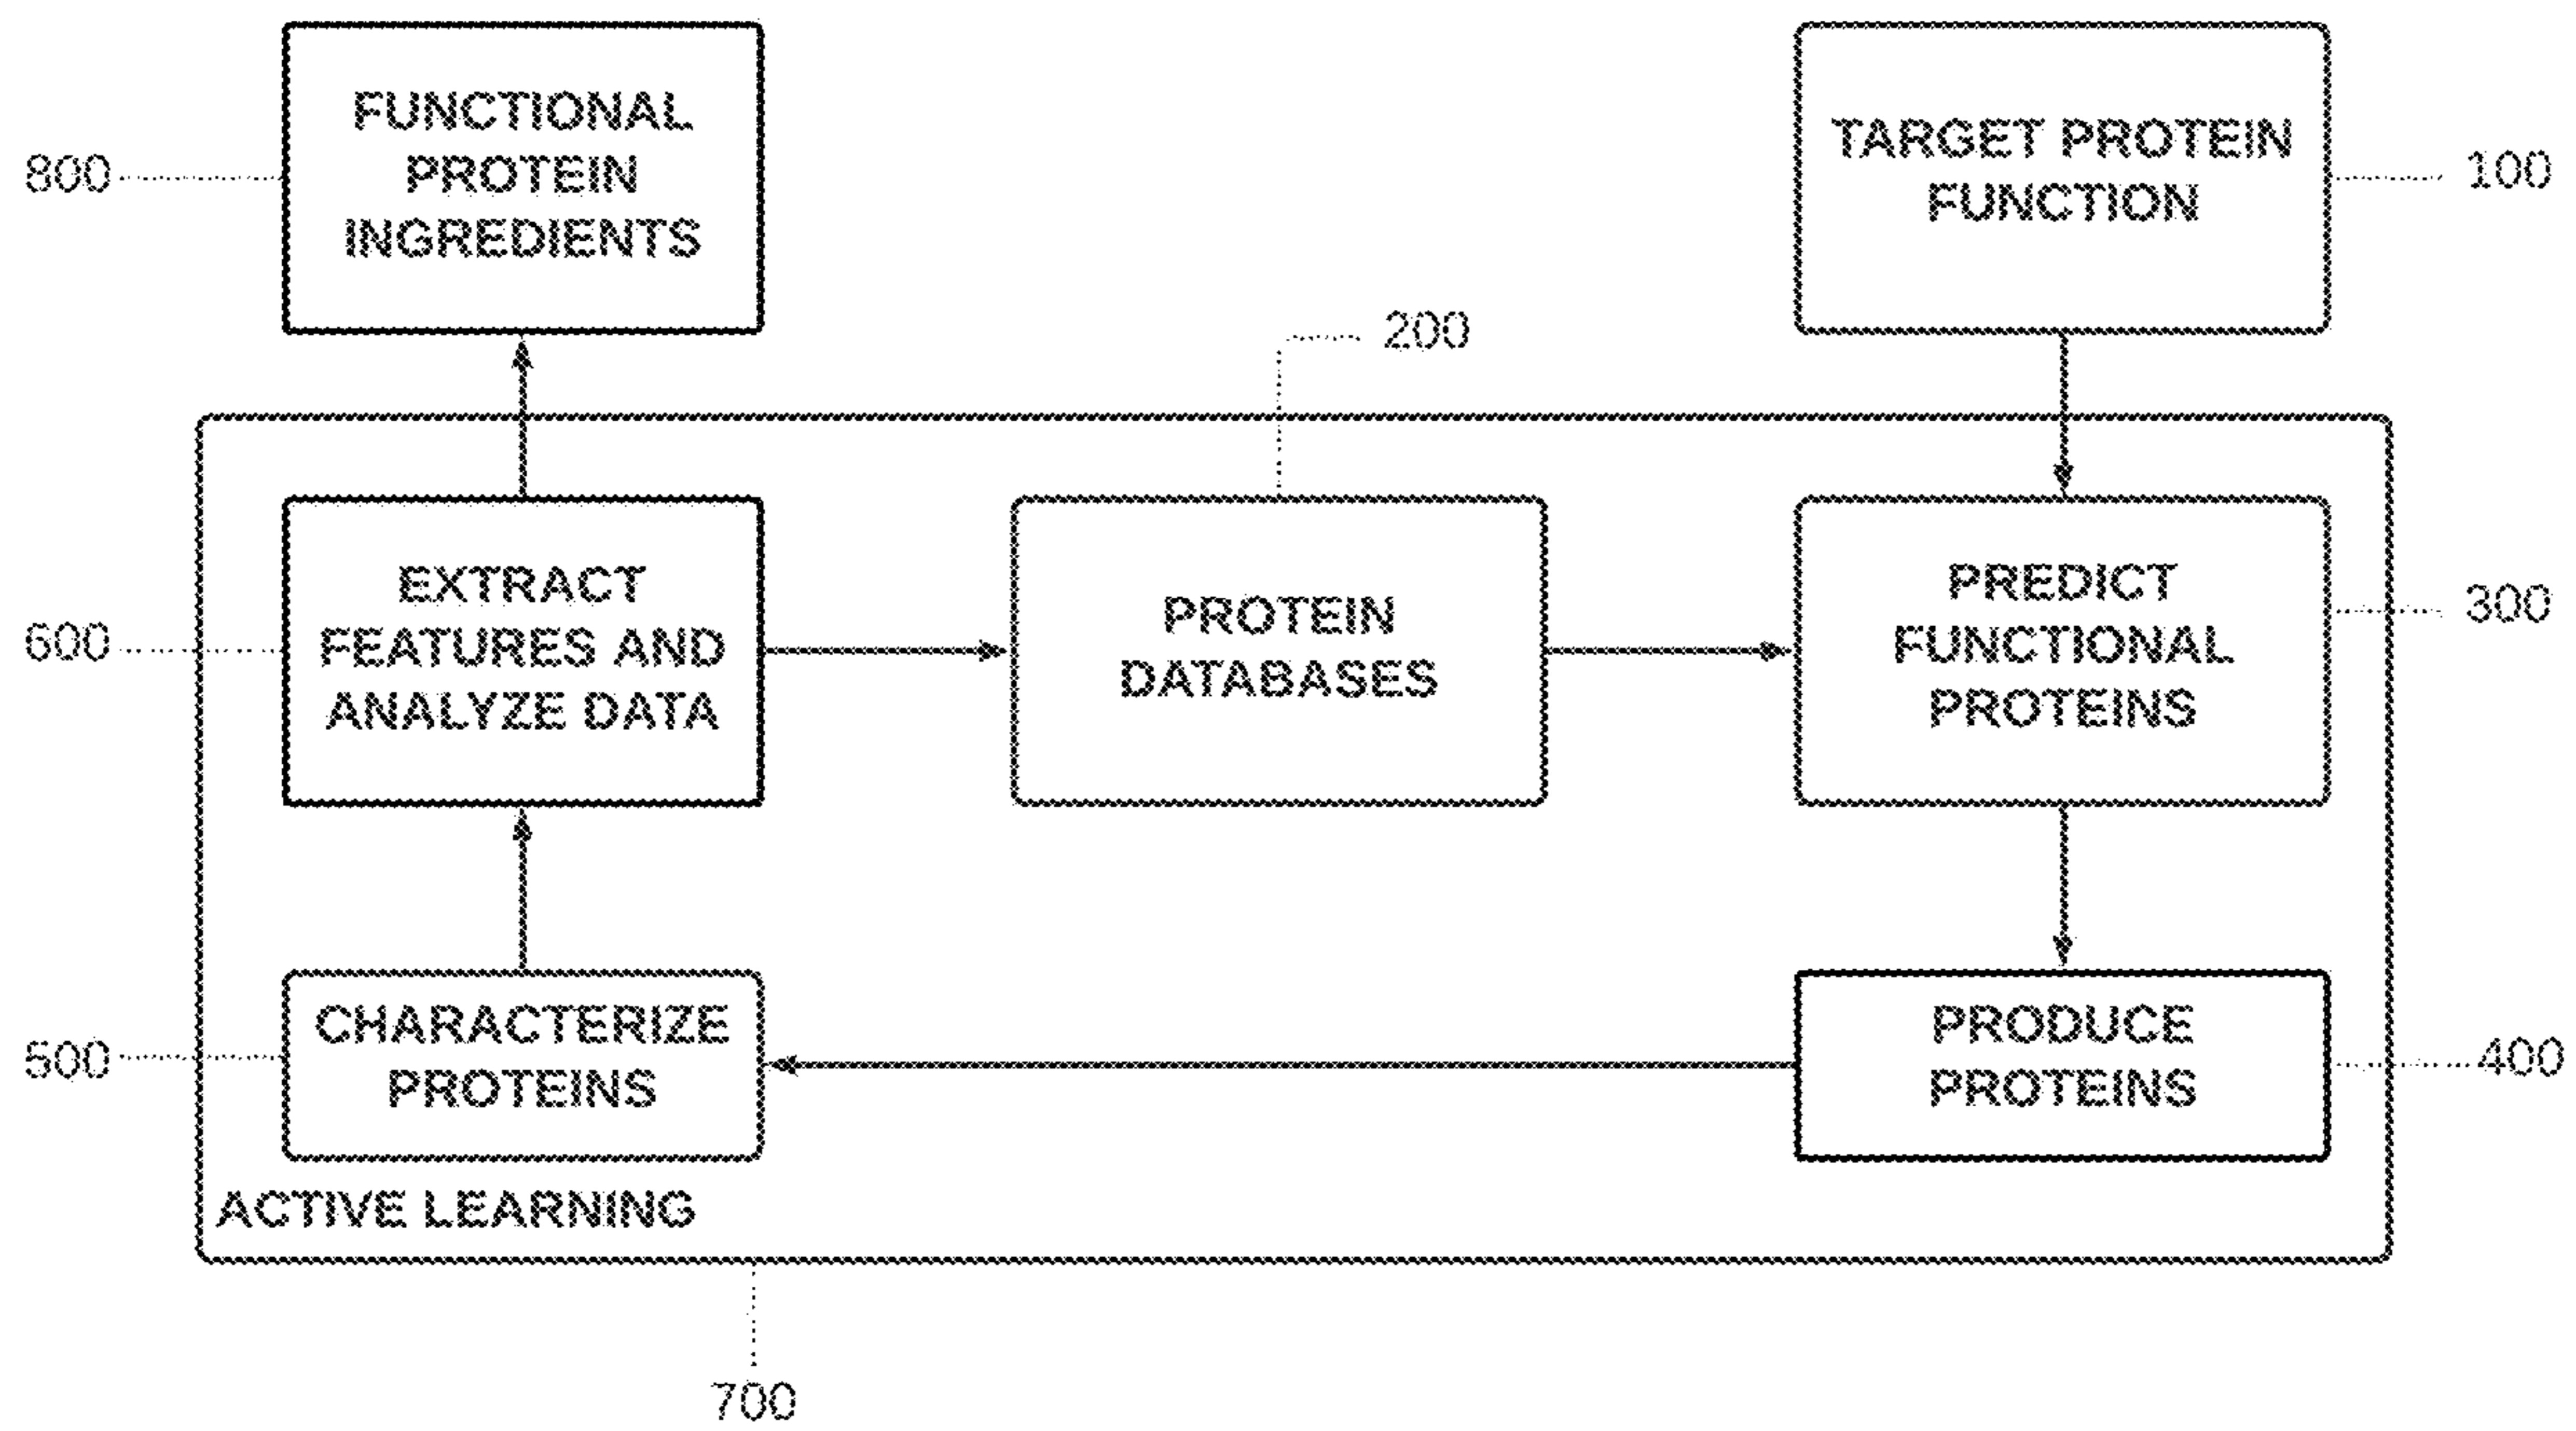 FUNCTIONAL
PROTEIN
INGREDIENTS
800
TARGET PROTEIN
FUNCTION
100
200
EXTRACT
FEATURES AND
ANALYZE DATA
600
PROTEIN
DATABASES
PREDICT
FUNCTIONAL
PROTEINS
300
CHARACTERIZE
PROTEINS
500
PRODUCE
PROTEINS
400
ACTIVE LEARNING
700